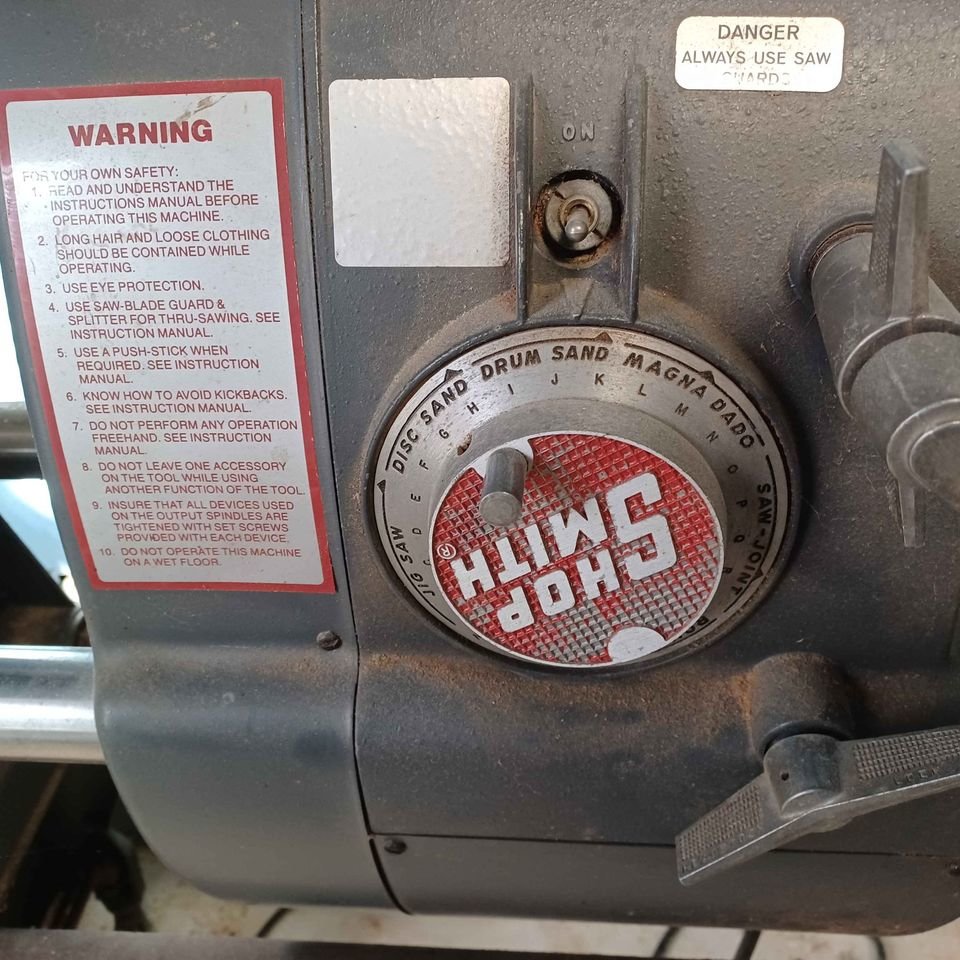 WARNING
FOR YOUR OWN SAFETY:
1. READ AND UNDERSTAND THE
INSTRUCTIONS MANUAL BEFORE
OPERATING THIS MACHINE.
2. LONG HAIR AND LOOSE CLOTHING
SHOULD BE CONTAINED WHILE
OPERATING.
3. USE EYE PROTECTION.
4. USE SAW-BLADE GUARD &
SPLITTER FOR THRU-SAWING. SEE
INSTRUCTION MANUAL.
5. USE A PUSH-STICK WHEN
REQUIRED. SEE INSTRUCTION
MANUAL.
6. KNOW HOW TO AVOID KICKBACKS.
SEE INSTRUCTION MANUAL.
7. DO NOT PERFORM ANY OPERATION
FREEHAND. SEE INSTRUCTION
MANUAL.
8. DO NOT LEAVE ONE ACCESSORY
ON THE TOOL WHILE USING
ANOTHER FUNCTION OF THE TOOL.
9. INSURE THAT ALL DEVICES USED
ON THE OUTPUT SPINDLES ARE
TIGHTENED WITH SET SCREWS
PROVIDED WITH EACH DEVICE.
10. DO NOT OPERATE THIS MACHINE
ON A WET FLOOR.
DANGER
ALWAYS USE SAW
GUARDS
ON
JIG SAW DISC SAND DRUM SAND MAGNA DADO SAW-JOINT
C D E F G H I J K L M N O P Q R
SHOP
SMITH
®